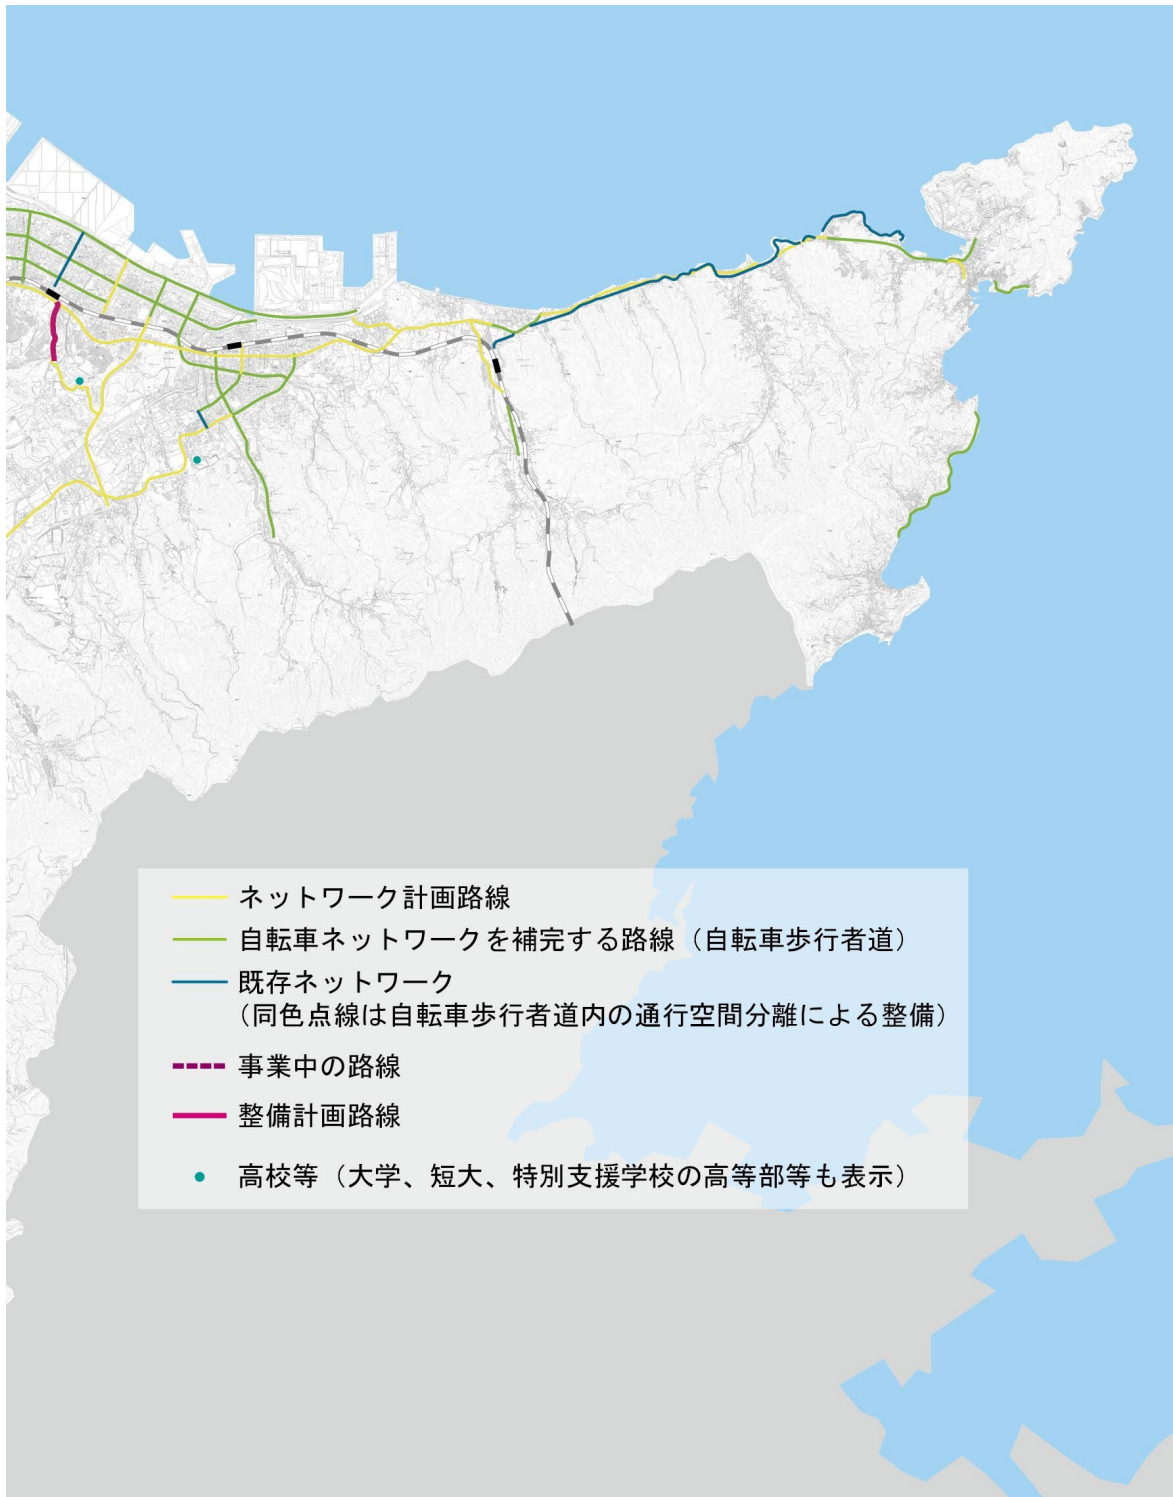 ネットワーク計画路線
自転車ネットワークを補完する路線（自転車歩行者道）
既存ネットワーク
（同色点線は自転車歩行者道内の通行空間分離による整備）
事業中の路線
整備計画路線
高校等（大学、短大、特別支援学校の高等部等も表示）